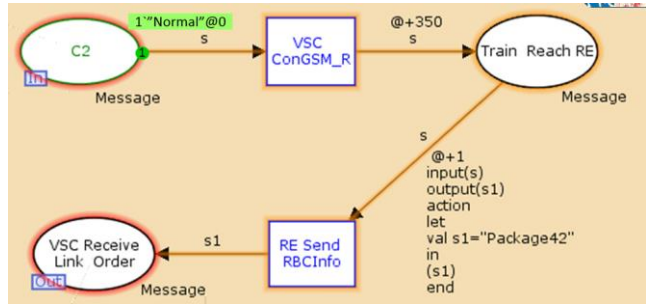 1`”Normal”@0
s
C2
1
In
Message
VSC
ConGSM_R
@+350
s
Train Reach RE
Message
s
@+1
input(s)
output(s1)
action
let
val s1="Package42"
in
(s1)
end
RE Send
RBCInfo
s1
VSC Receive
Link Order
Out
Message